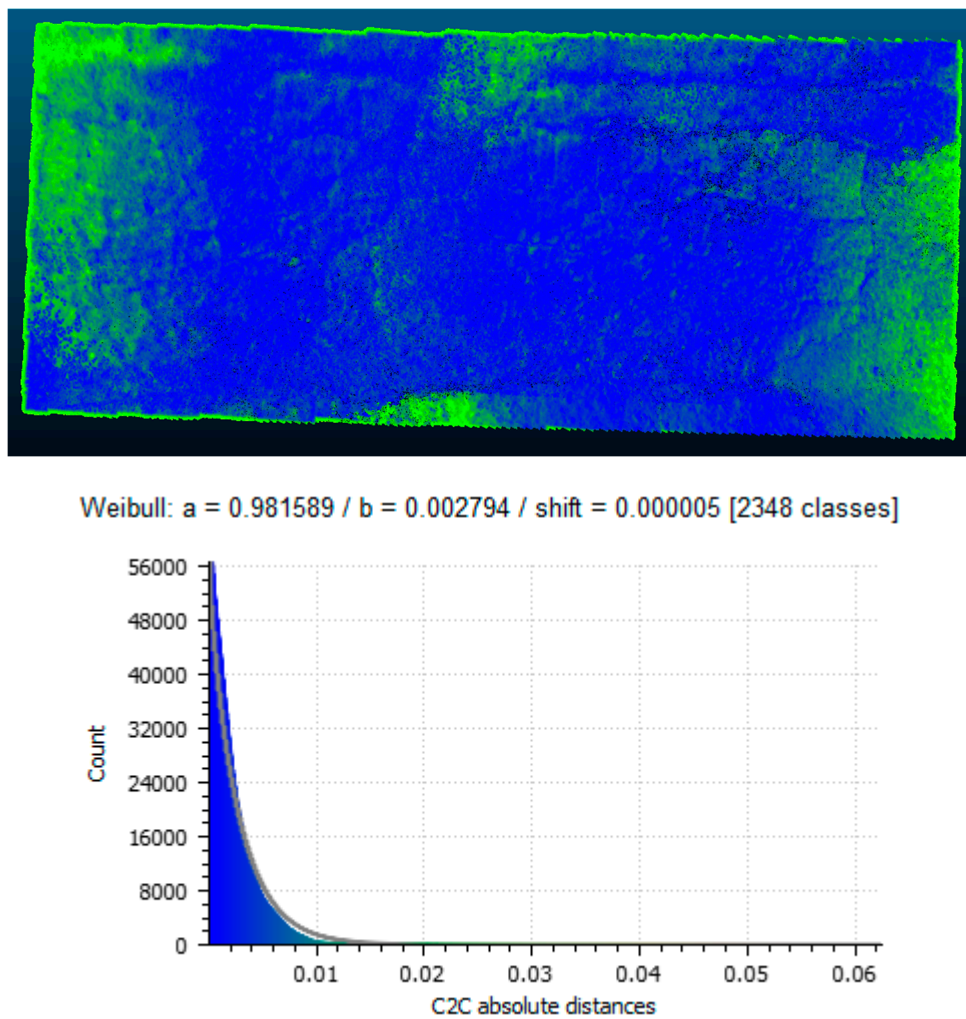 Weibull: a = 0.981589 / b = 0.002794 / shift = 0.000005 [2348 classes]
56000
48000
40000
32000
24000
16000
8000
0
Count
0.01 0.02 0.03 0.04 0.05 0.06
C2C absolute distances